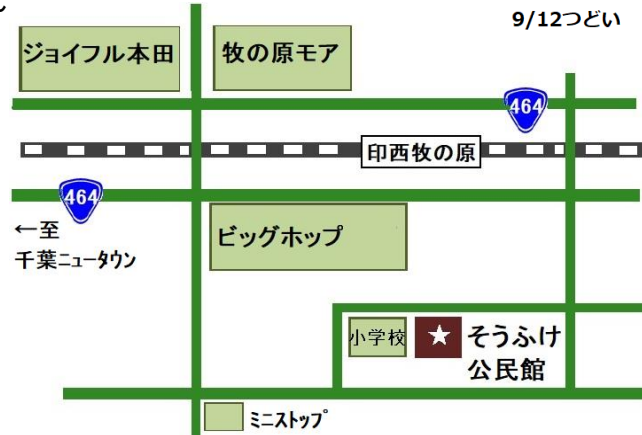 9/12つどい
ジョイフル本田
牧の原モア
464
印西牧の原
464
←至
千葉ニュータウン
ビッグホップ
小学校
そうふけ
公民館
ミニストップ